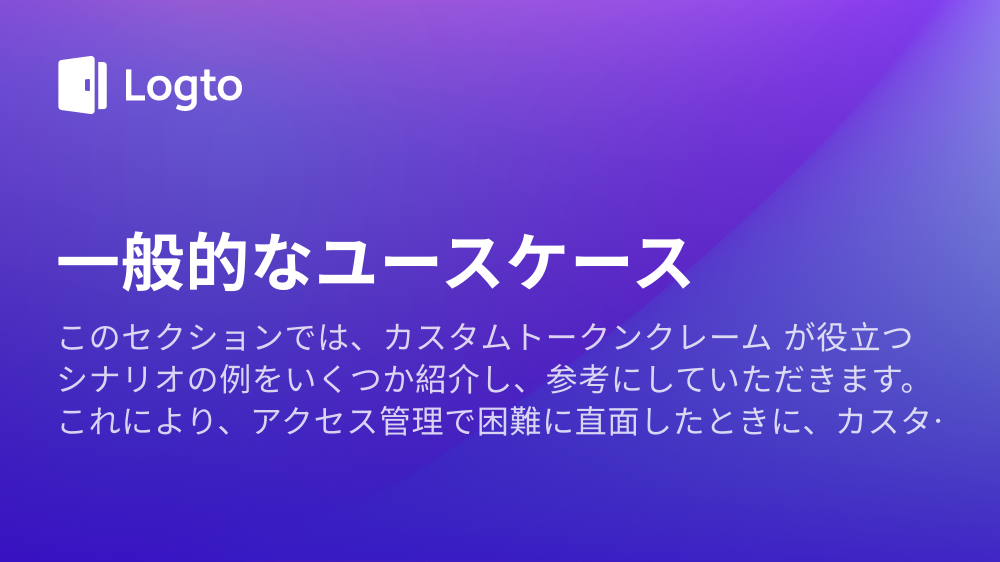 Logto
一般的なユースケース
このセクションでは、カスタムトークンクレーム が役立つ
シナリオの例をいくつか紹介し、参考にしていただきます。
これにより、アクセス管理で困難に直面したときに、カスタ·